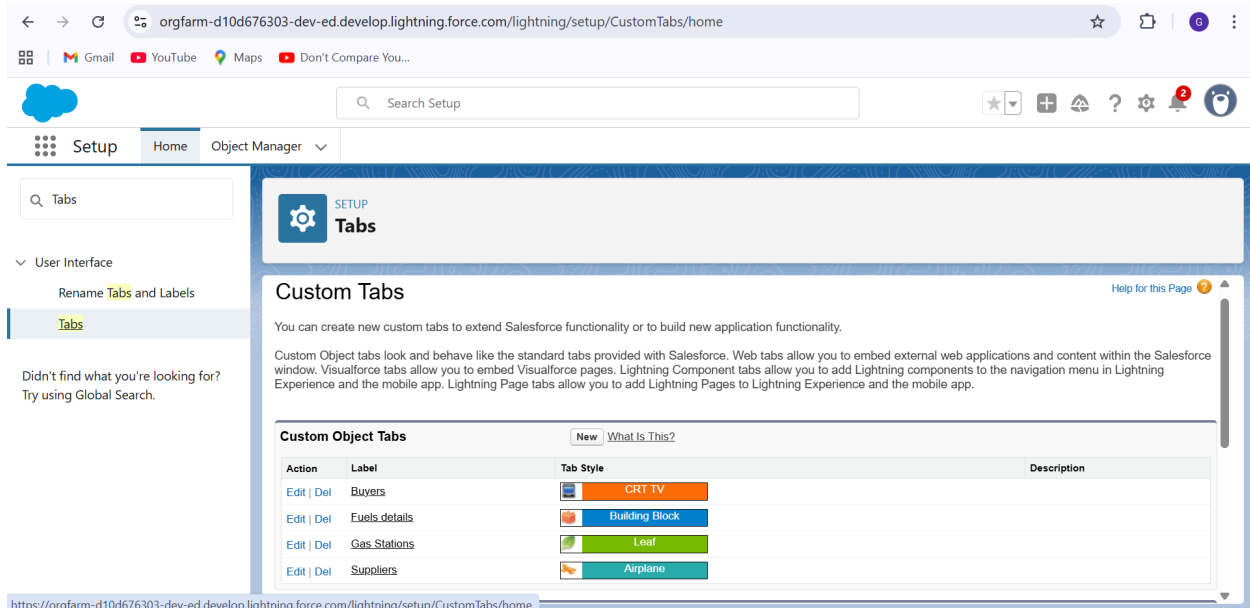 orgfarm-d10d676303-dev-ed.develop.lightning.force.com/lightning/setup/CustomTabs/home
G
Gmail YouTube Maps Don't Compare You...
Search Setup
2
Setup Home Object Manager
Tabs
SETUP
Tabs
User Interface
Rename Tabs and Labels
Tabs
Didn't find what you're looking for?
Try using Global Search.
Custom Tabs
Help for this Page ?
You can create new custom tabs to extend Salesforce functionality or to build new application functionality.
Custom Object tabs look and behave like the standard tabs provided with Salesforce. Web tabs allow you to embed external web applications and content within the Salesforce
window. Visualforce tabs allow you to embed Visualforce pages. Lightning Component tabs allow you to add Lightning components to the navigation menu in Lightning
Experience and the mobile app. Lightning Page tabs allow you to add Lightning Pages to Lightning Experience and the mobile app.
Custom Object Tabs New What Is This?
Action Label Tab Style Description
Edit | Del Buyers CRT TV
Edit | Del Fuels details Building Block
Edit | Del Gas Stations Leaf
Edit | Del Suppliers Airplane
https://orgfarm-d10d676303-dev-ed.develop.lightning.force.com/lightning/setup/CustomTabs/home